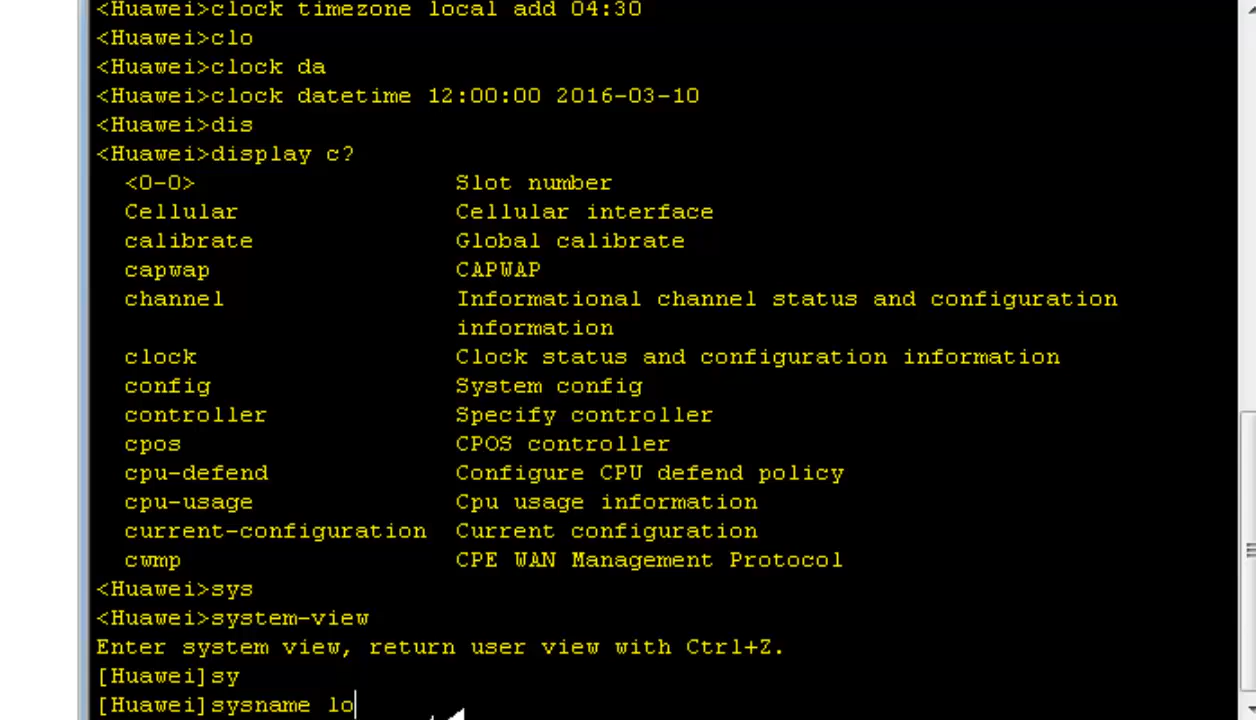 <Huawei>clock timezone local add 04:30
<Huawei>clo
<Huawei>clock da
<Huawei>clock datetime 12:00:00 2016-03-10
<Huawei>dis
<Huawei>display c?
<0-0> Slot number
Cellular Cellular interface
calibrate Global calibrate
capwap CAPWAP
channel Informational channel status and configuration
information
clock Clock status and configuration information
config System config
controller Specify controller
cpos CPOS controller
cpu-defend Configure CPU defend policy
cpu-usage Cpu usage information
current-configuration Current configuration
cwmp CPE WAN Management Protocol
<Huawei>sys
<Huawei>system-view
Enter system view, return user view with Ctrl+Z.
[Huawei]sy
[Huawei]sysname lo